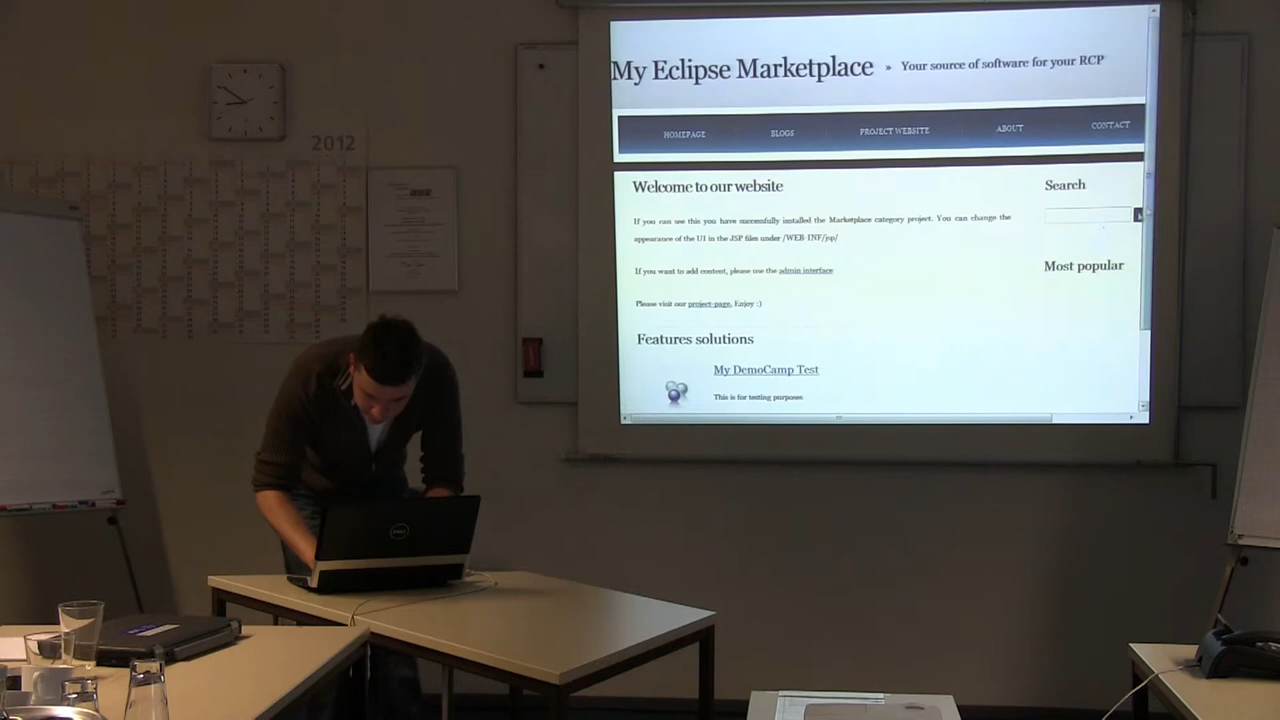 My Eclipse Marketplace » Your source of software for your RCP
HOMEPAGE BLOGS PROJECT WEBSITE ABOUT CONTACT
2012
Welcome to our website
Search
If you can see this you have successfully installed the Marketplace category project. You can change the
appearance of the UI in the JSP files under /WEB-INF/jsp/
If you want to add content, please use the admin interface
Most popular
Please visit our project-page, Enjoy :)
Features solutions
My DemoCamp Test
This is for testing purposes
DELL